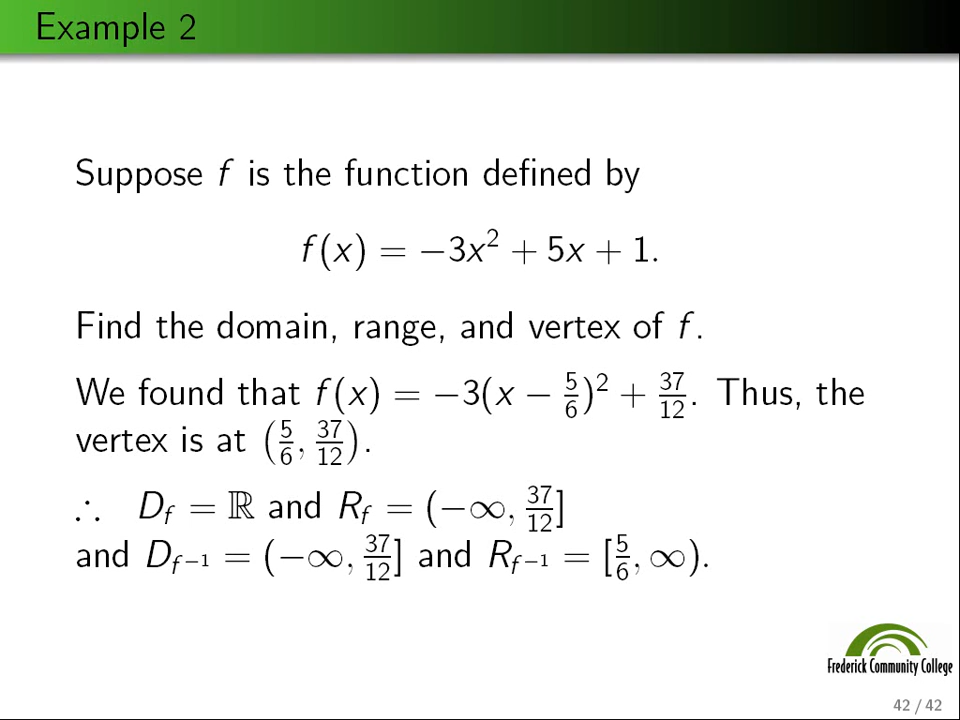 Example 2
Suppose f is the function defined by
f(x) = −3x² + 5x + 1.
Find the domain, range, and vertex of f.
We found that f(x) = −3(x − 5/6)² + 37/12. Thus, the
vertex is at (5/6, 37/12).
∴ D_f = ℝ and R_f = (−∞, 37/12]
and D_f⁻¹ = (−∞, 37/12] and R_f⁻¹ = [5/6, ∞).
Frederick Community College
42 / 42